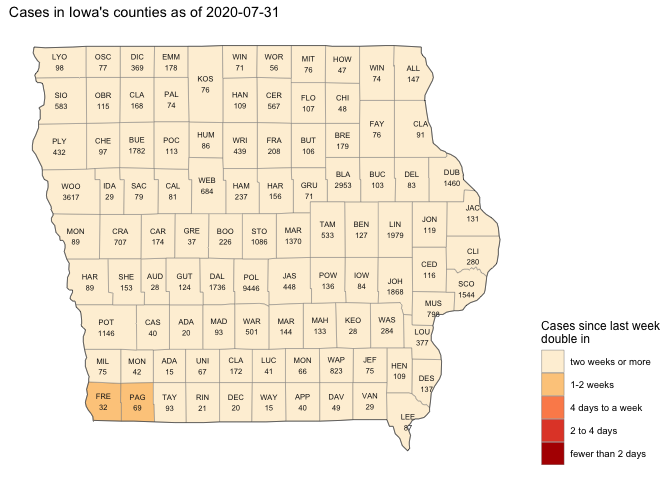 Cases in Iowa's counties as of 2020-07-31
LYO OSC DIC EMM WIN WOR MIT HOW
98 77 369 178 71 56 76 47
KOS WIN ALL
76 74 147
SIO OBR CLA PAL HAN CER FLO CHI
583 115 168 74 109 567 107 48
FAY CLA
76 91
PLY CHE BUE POC HUM WRI FRA BUT BRE
432 97 1782 113 86 439 208 106 179
WOO IDA SAC CAL WEB HAM HAR GRU BLA BUC DEL DUB
3617 29 79 81 684 237 156 71 2953 103 83 1460
JAC
131
MON CRA CAR GRE BOO STO MAR TAM BEN LIN JON
89 707 174 37 226 1086 1370 533 127 1979 119
CLI
280
HAR SHE AUD GUT DAL POL JAS POW IOW JOH CED SCO
89 153 28 124 1736 9446 448 136 84 1868 116 1544
MUS
798
POT CAS ADA MAD WAR MAR MAH KEO WAS LOU
1146 40 20 93 501 144 133 28 284 377
MIL MON ADA UNI CLA LUC MON WAP JEF HEN DES
75 42 15 67 172 41 66 823 75 109 137
FRE PAG TAY RIN DEC WAY APP DAV VAN LEE
32 69 93 21 20 15 40 49 29 87
Cases since last week
double in
two weeks or more
1-2 weeks
4 days to a week
2 to 4 days
fewer than 2 days